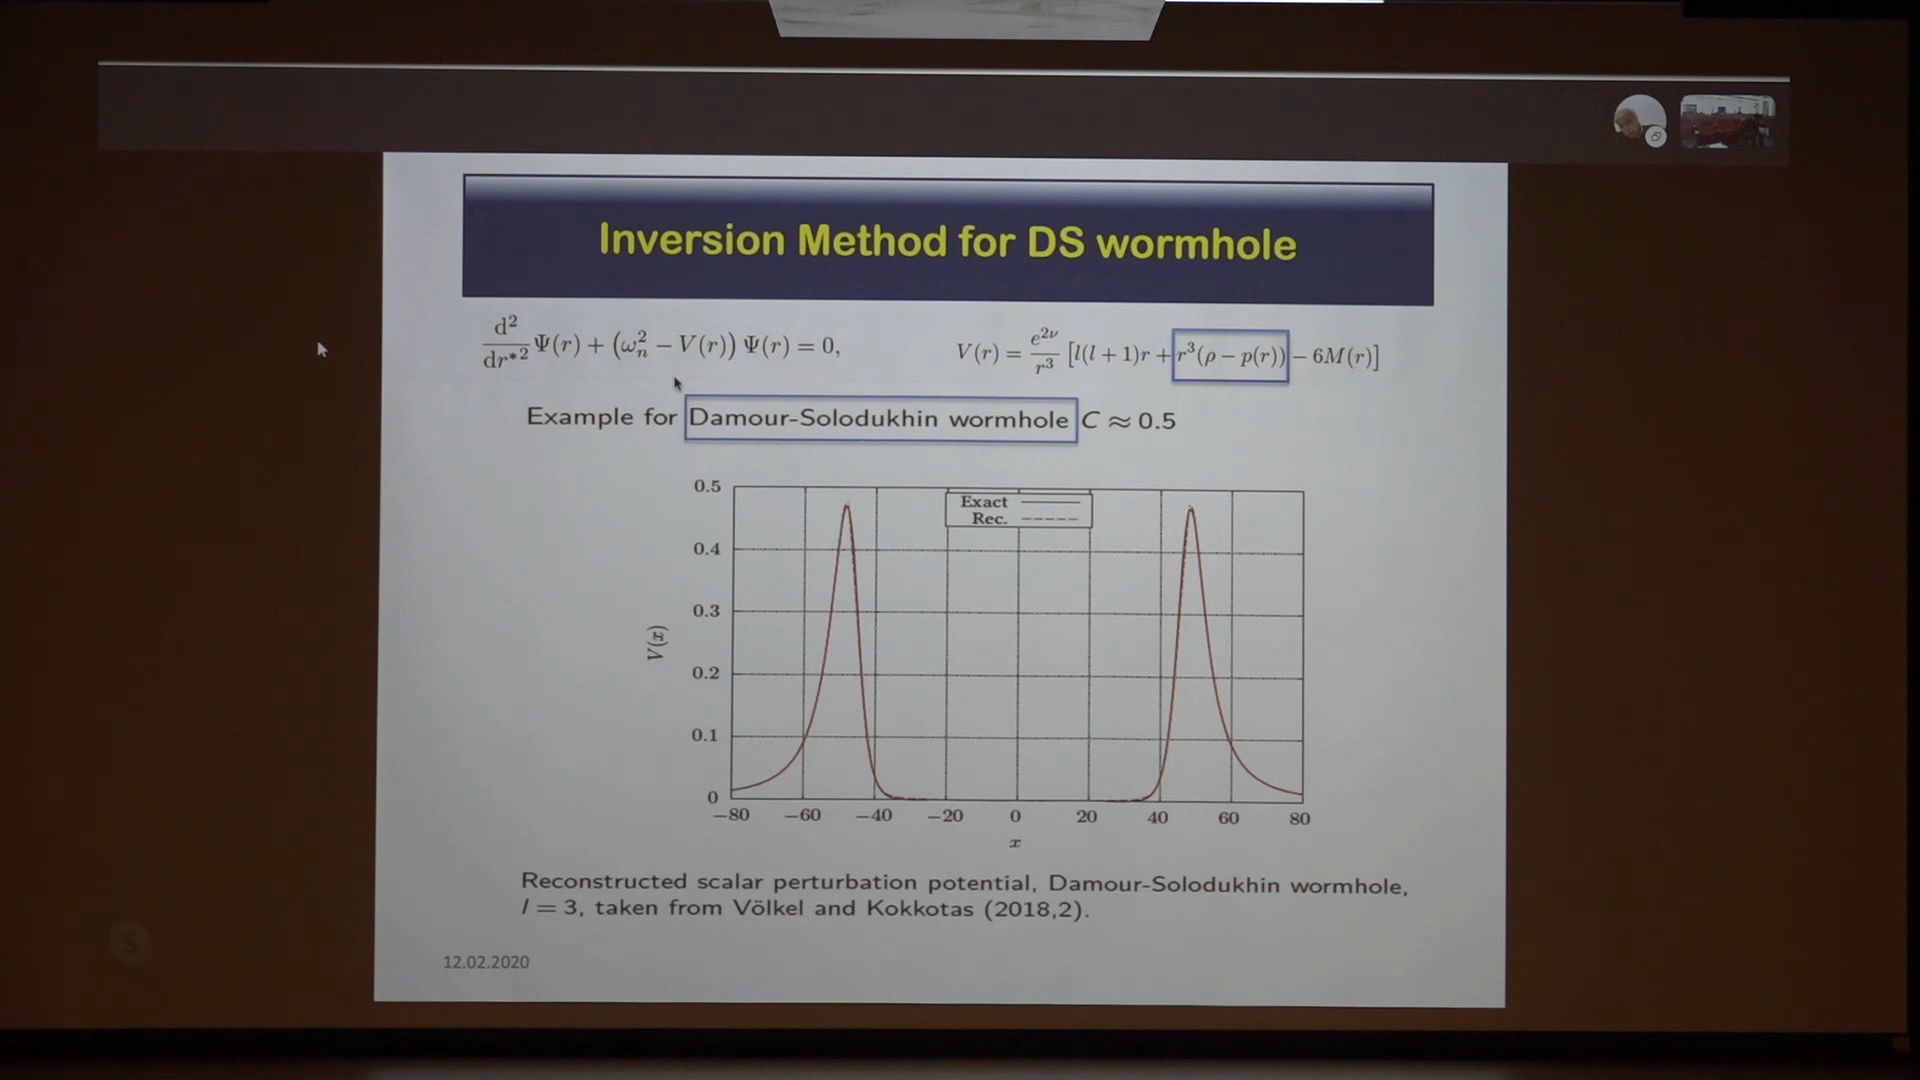 Inversion Method for DS wormhole
d²/dr*² Ψ(r) + (ωₙ² − V(r)) Ψ(r) = 0,
V(r) = e^{2ν}/r³ [l(l + 1)r + r³(ρ − p(r)) − 6M(r)]
Example for Damour-Solodukhin wormhole C ≈ 0.5
Exact
Rec.
0.5
0.4
0.3
0.2
0.1
0
V(x)
−80 −60 −40 −20 0 20 40 60 80
x
Reconstructed scalar perturbation potential, Damour-Solodukhin wormhole,
l = 3, taken from Völkel and Kokkotas (2018,2).
12.02.2020
S